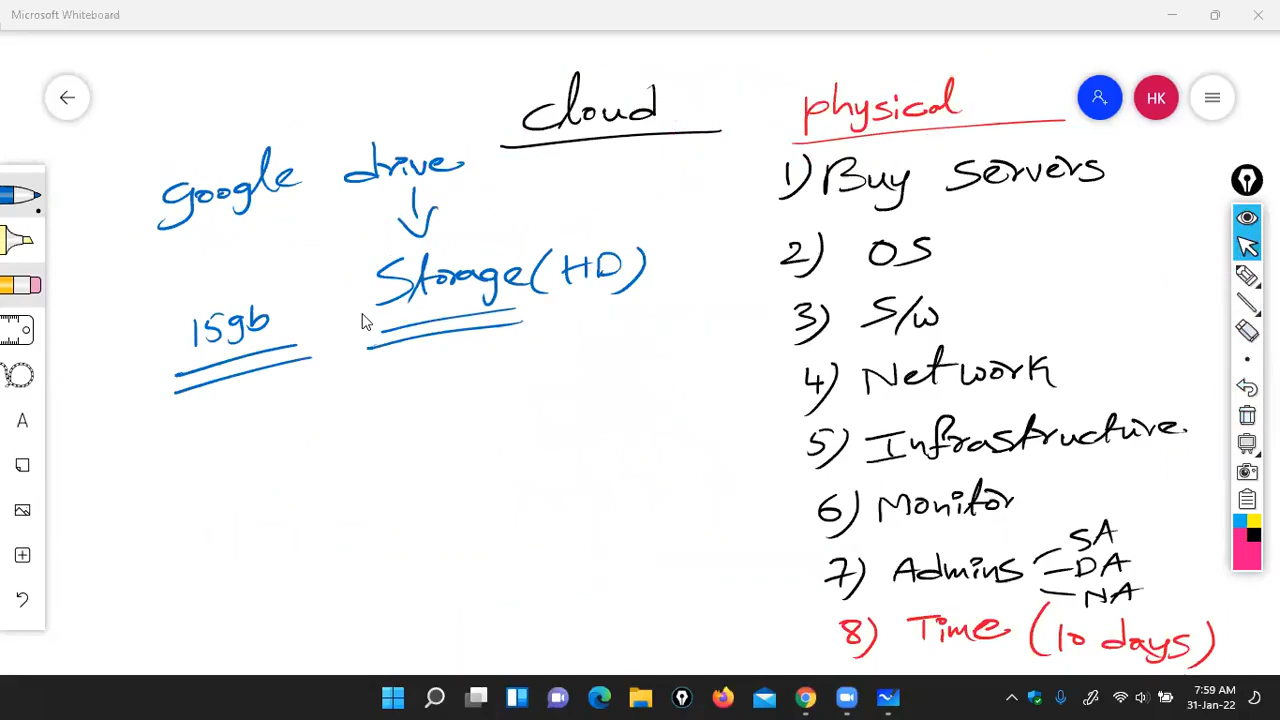 Microsoft Whiteboard
cloud
physical
HK
google drive
Storage (HD)
15gb
1) Buy servers
2) OS
3) S/W
4) Network
5) Infrastructure.
6) Monitor
7) Admins
SA
DA
NA
8) Time (10 days)
A
7:59 AM
31-Jan-22